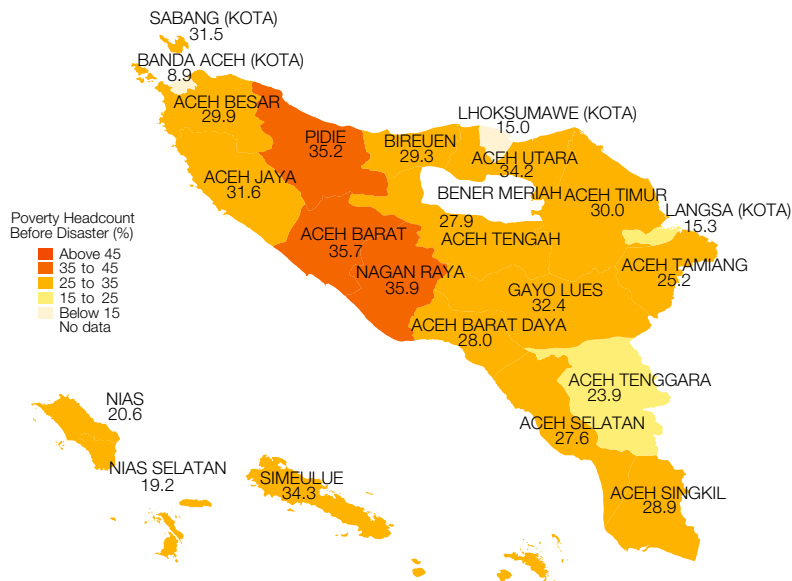 SABANG (KOTA)
31.5
BANDA ACEH (KOTA)
8.9
ACEH BESAR
29.9
PIDIE
35.2
BIREUEN
29.3
LHOKSUMAWE (KOTA)
15.0
ACEH UTARA
34.2
ACEH JAYA
31.6
BENER MERIAH
ACEH TIMUR
30.0
LANGSA (KOTA)
15.3
27.9
ACEH TENGAH
ACEH BARAT
35.7
NAGAN RAYA
35.9
ACEH TAMIANG
25.2
GAYO LUES
32.4
ACEH BARAT DAYA
28.0
Poverty Headcount
Before Disaster (%)
Above 45
35 to 45
25 to 35
15 to 25
Below 15
No data
ACEH TENGGARA
23.9
NIAS
20.6
ACEH SELATAN
27.6
NIAS SELATAN
19.2
SIMEULUE
34.3
ACEH SINGKIL
28.9